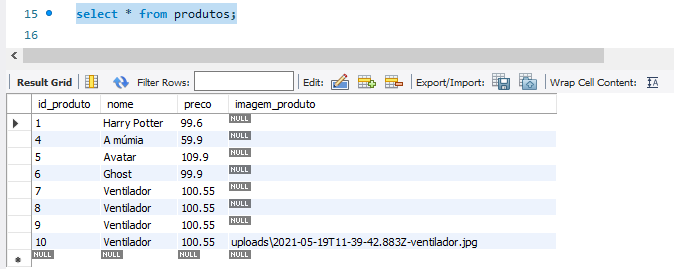 15 select * from produtos;
16
Result Grid Filter Rows: Edit: Export/Import: Wrap Cell Content: IA
id_produto nome preco imagem_produto
1 Harry Potter 99.6 NULL
4 A múmia 59.9 NULL
5 Avatar 109.9 NULL
6 Ghost 99.9 NULL
7 Ventilador 100.55 NULL
8 Ventilador 100.55 NULL
9 Ventilador 100.55 NULL
10 Ventilador 100.55 uploads\2021-05-19T11-39-42.883Z-ventilador.jpg
NULL NULL NULL NULL